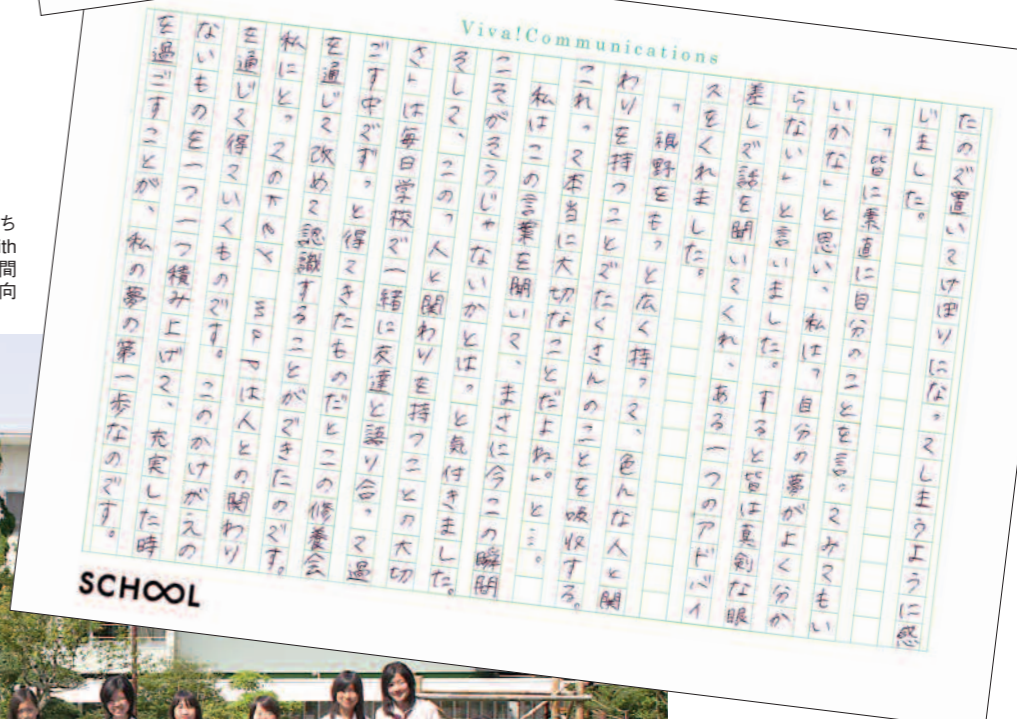 Viva!Communications
たので置いてけぼりになってしまうように感
じました。
「皆に素直に自分のことを言ってみてもい
いかな」と思い、私は「自分の夢がよく分か
らない」と言いました。すると皆は真剣な眼
差しで話を聞いてくれ、ある一つのアドバイ
スをくれました。
「視野をもっと広く持って、色んな人と関
わりを持つことでたくさんのことを吸収する。
これって本当に大切なことだよね。」と…。
私はこの言葉を聞いて、まさに今この瞬間
こそがそうじゃないかとはっと気付きました。
そして、この「人と関わりを持つことの大切
さ」は毎日学校で一緒に友達と語り合って過
ごす中でずっと得てきたものだとこの修養会
を通じて改めて認識することができたのです。
私にとっての は人との関わり
を通じて得ていくものです。このかけがえの
ないものを一つ一つ積み上げて、充実した時
を過ごすことが、私の夢の第一歩なのです。
SCHOOL
ち
ith
間
向